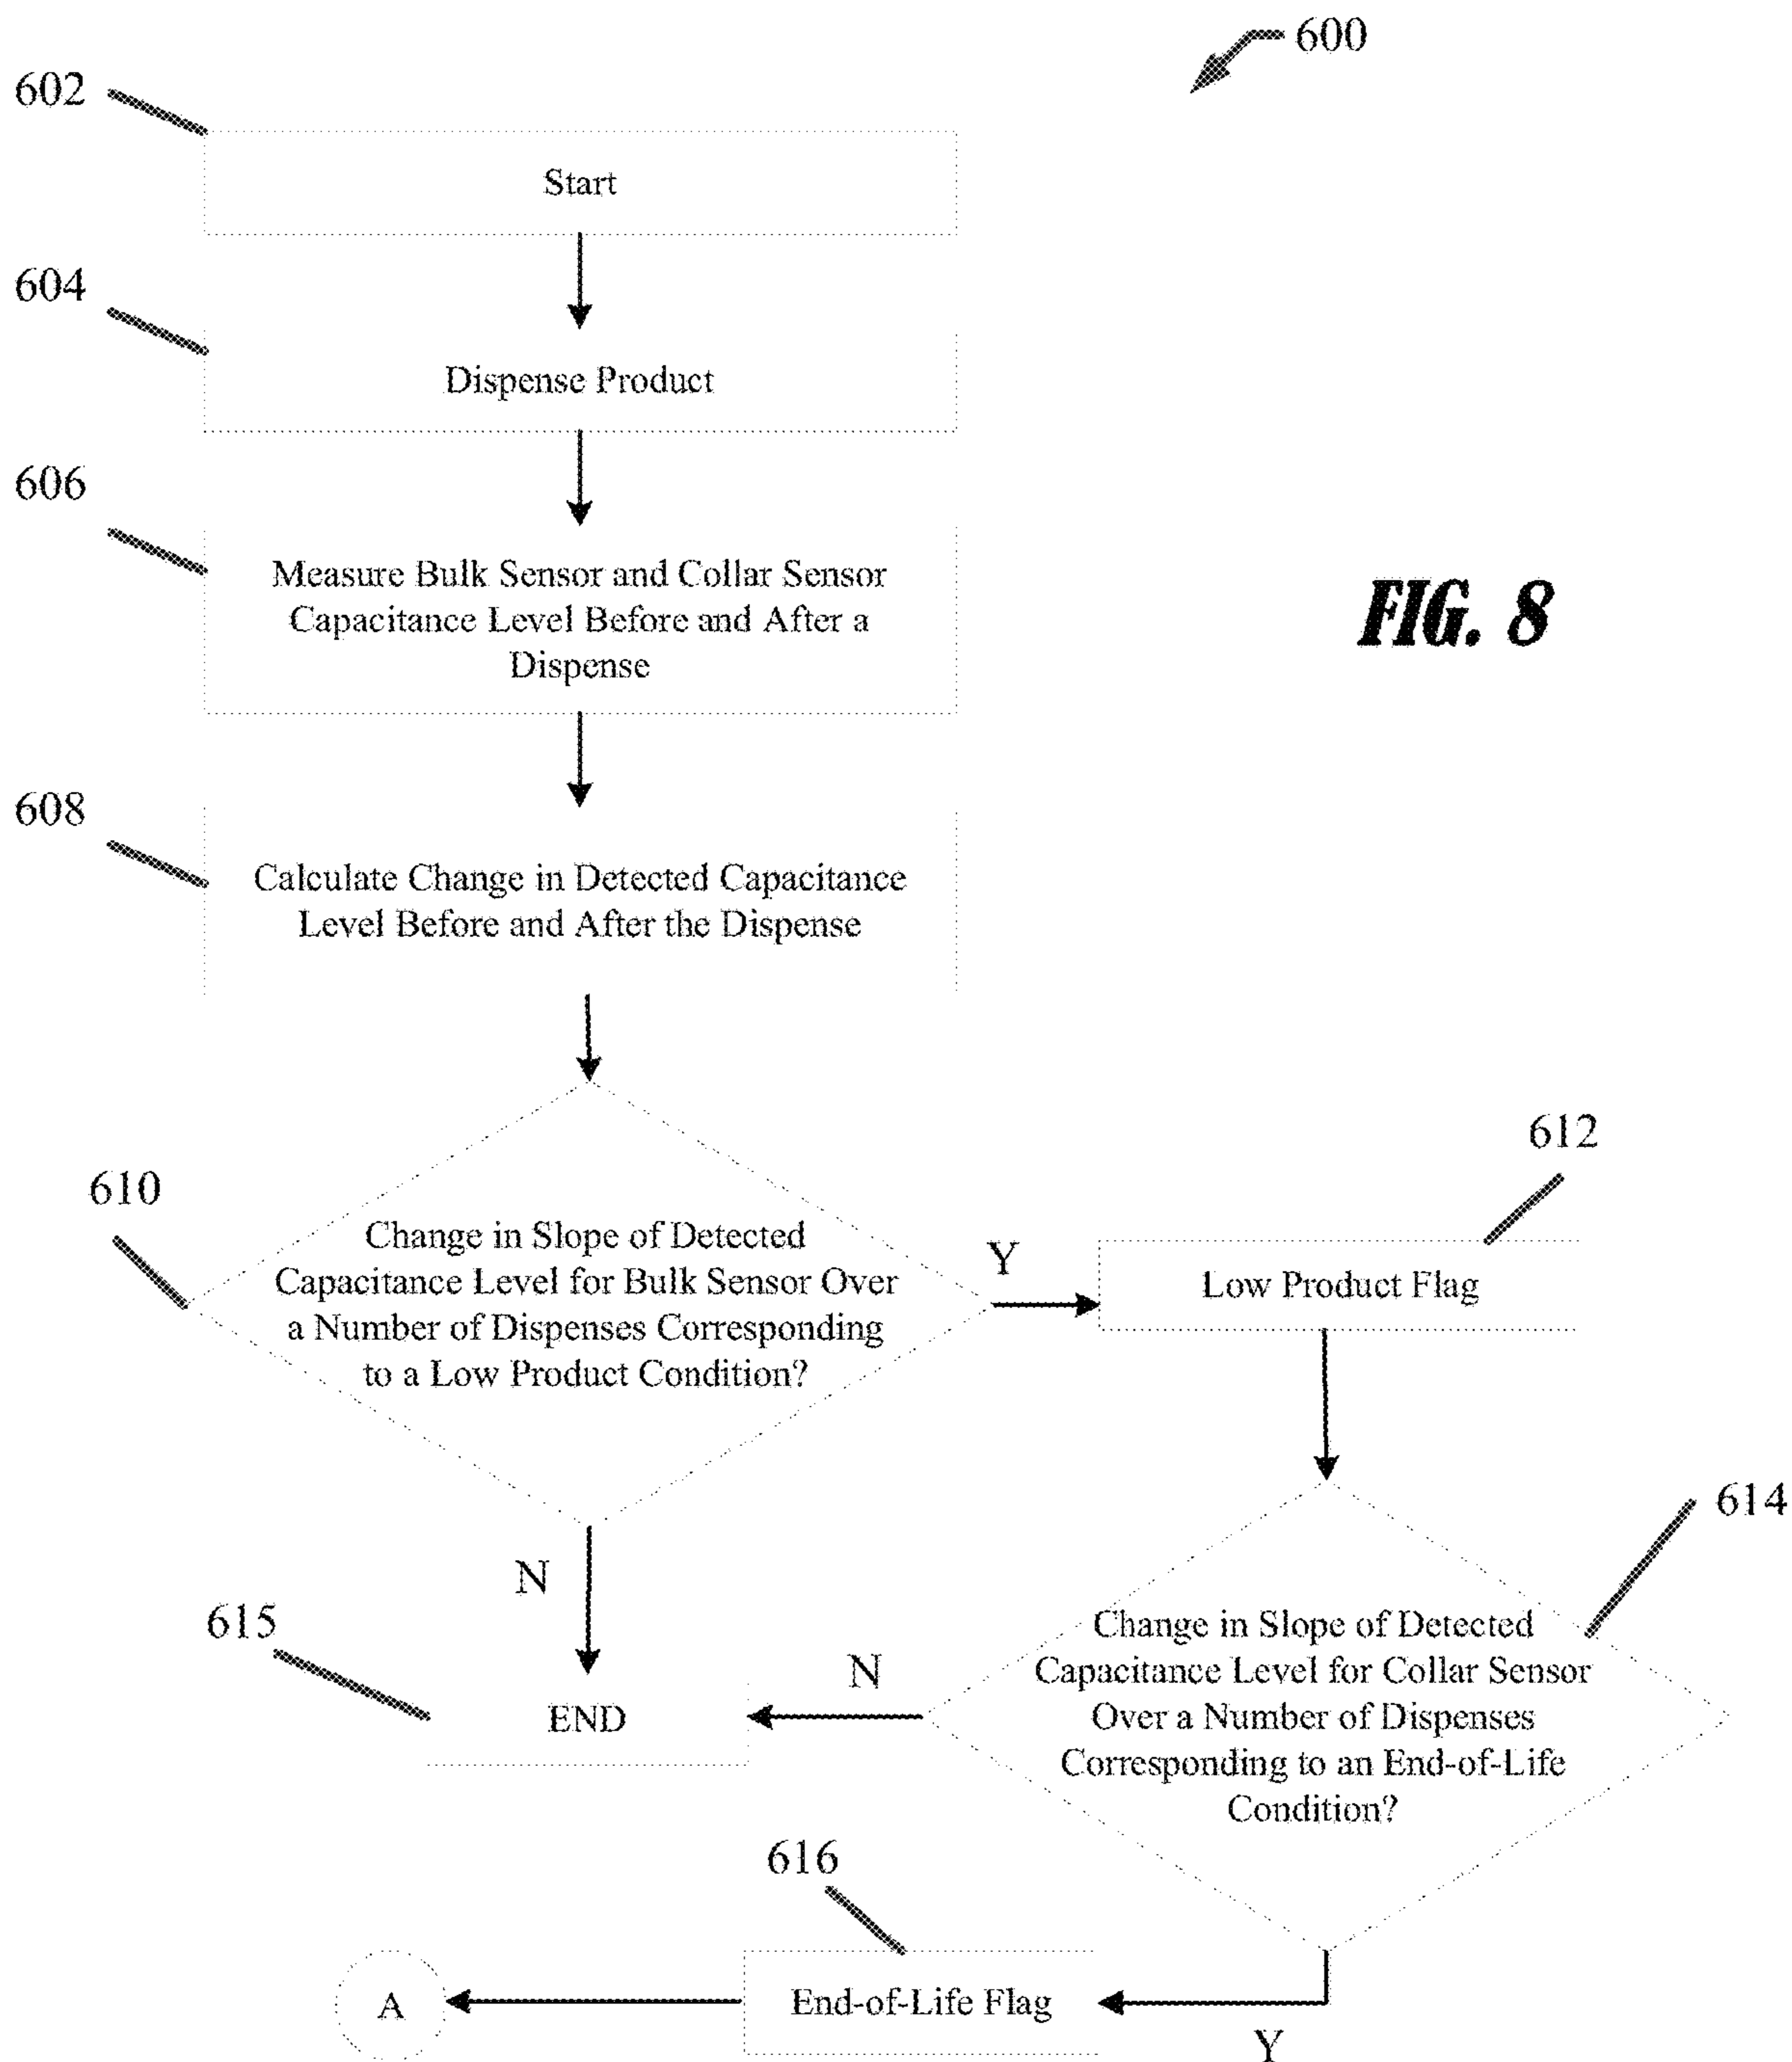 600
602
Start
604
Dispense Product
606
Measure Bulk Sensor and Collar Sensor
Capacitance Level Before and After a
Dispense
FIG. 8
608
Calculate Change in Detected Capacitance
Level Before and After the Dispense
610
Change in Slope of Detected
Capacitance Level for Bulk Sensor Over
a Number of Dispenses Corresponding
to a Low Product Condition?
Y
612
Low Product Flag
N
614
Change in Slope of Detected
Capacitance Level for Collar Sensor
Over a Number of Dispenses
Corresponding to an End-of-Life
Condition?
N
615
END
616
End-of-Life Flag
Y
A